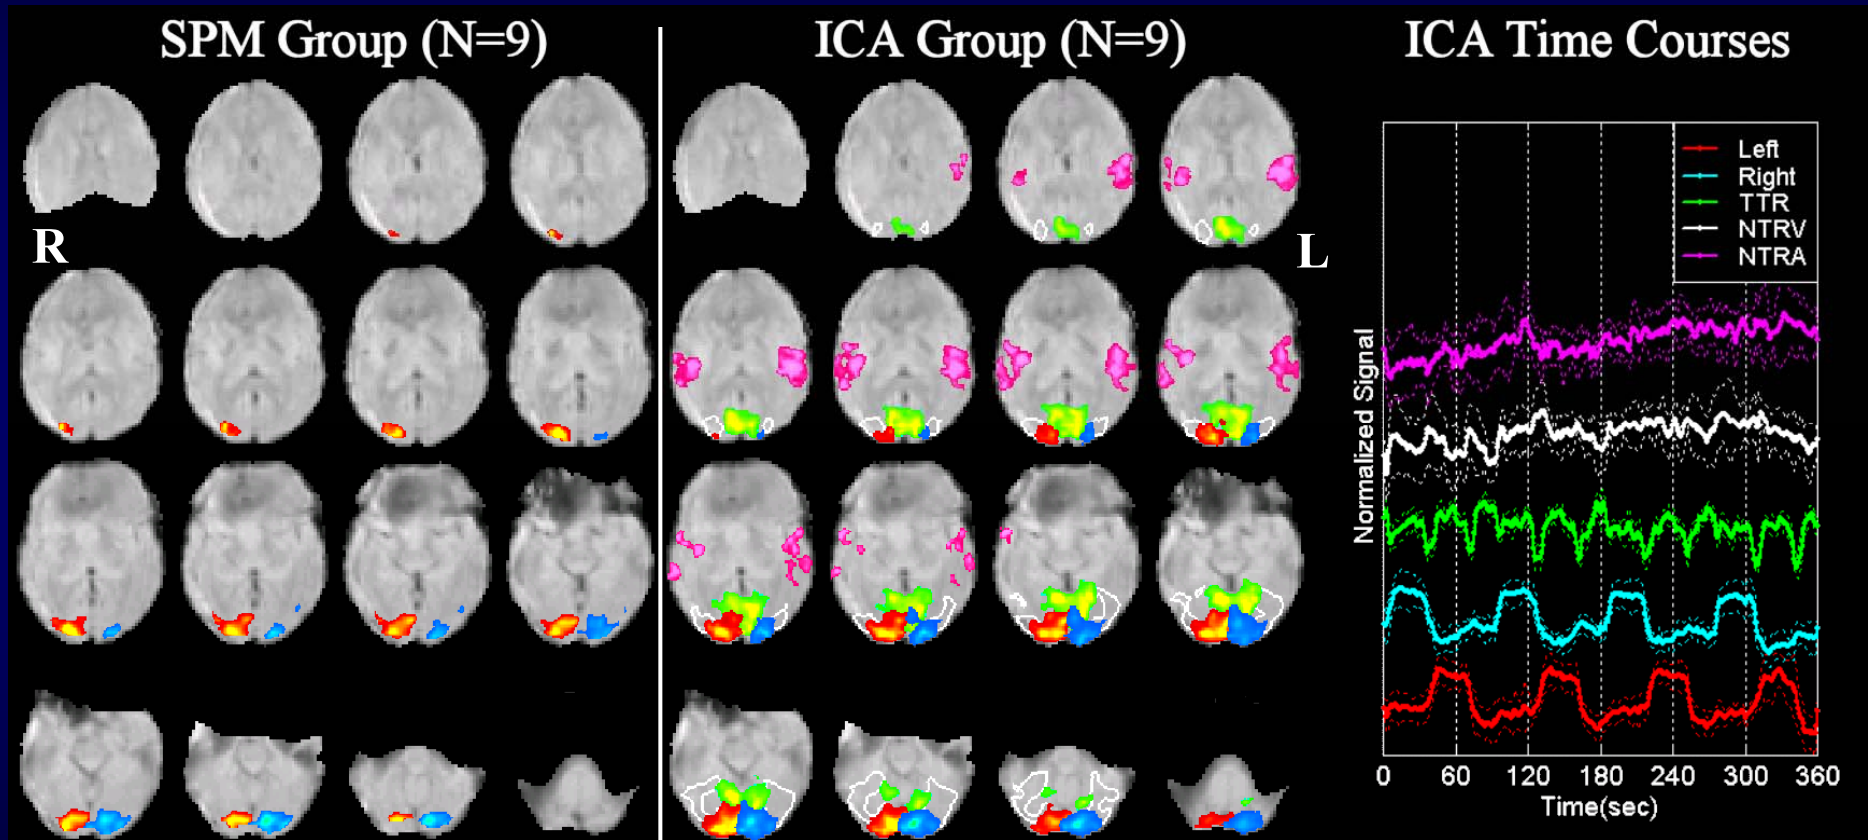 SPM Group (N=9)
ICA Group (N=9)
ICA Time Courses
R
L
Left
Right
TTR
NTRV
NTRA
Normalized Signal
0 60 120 180 240 300 360
Time(sec)